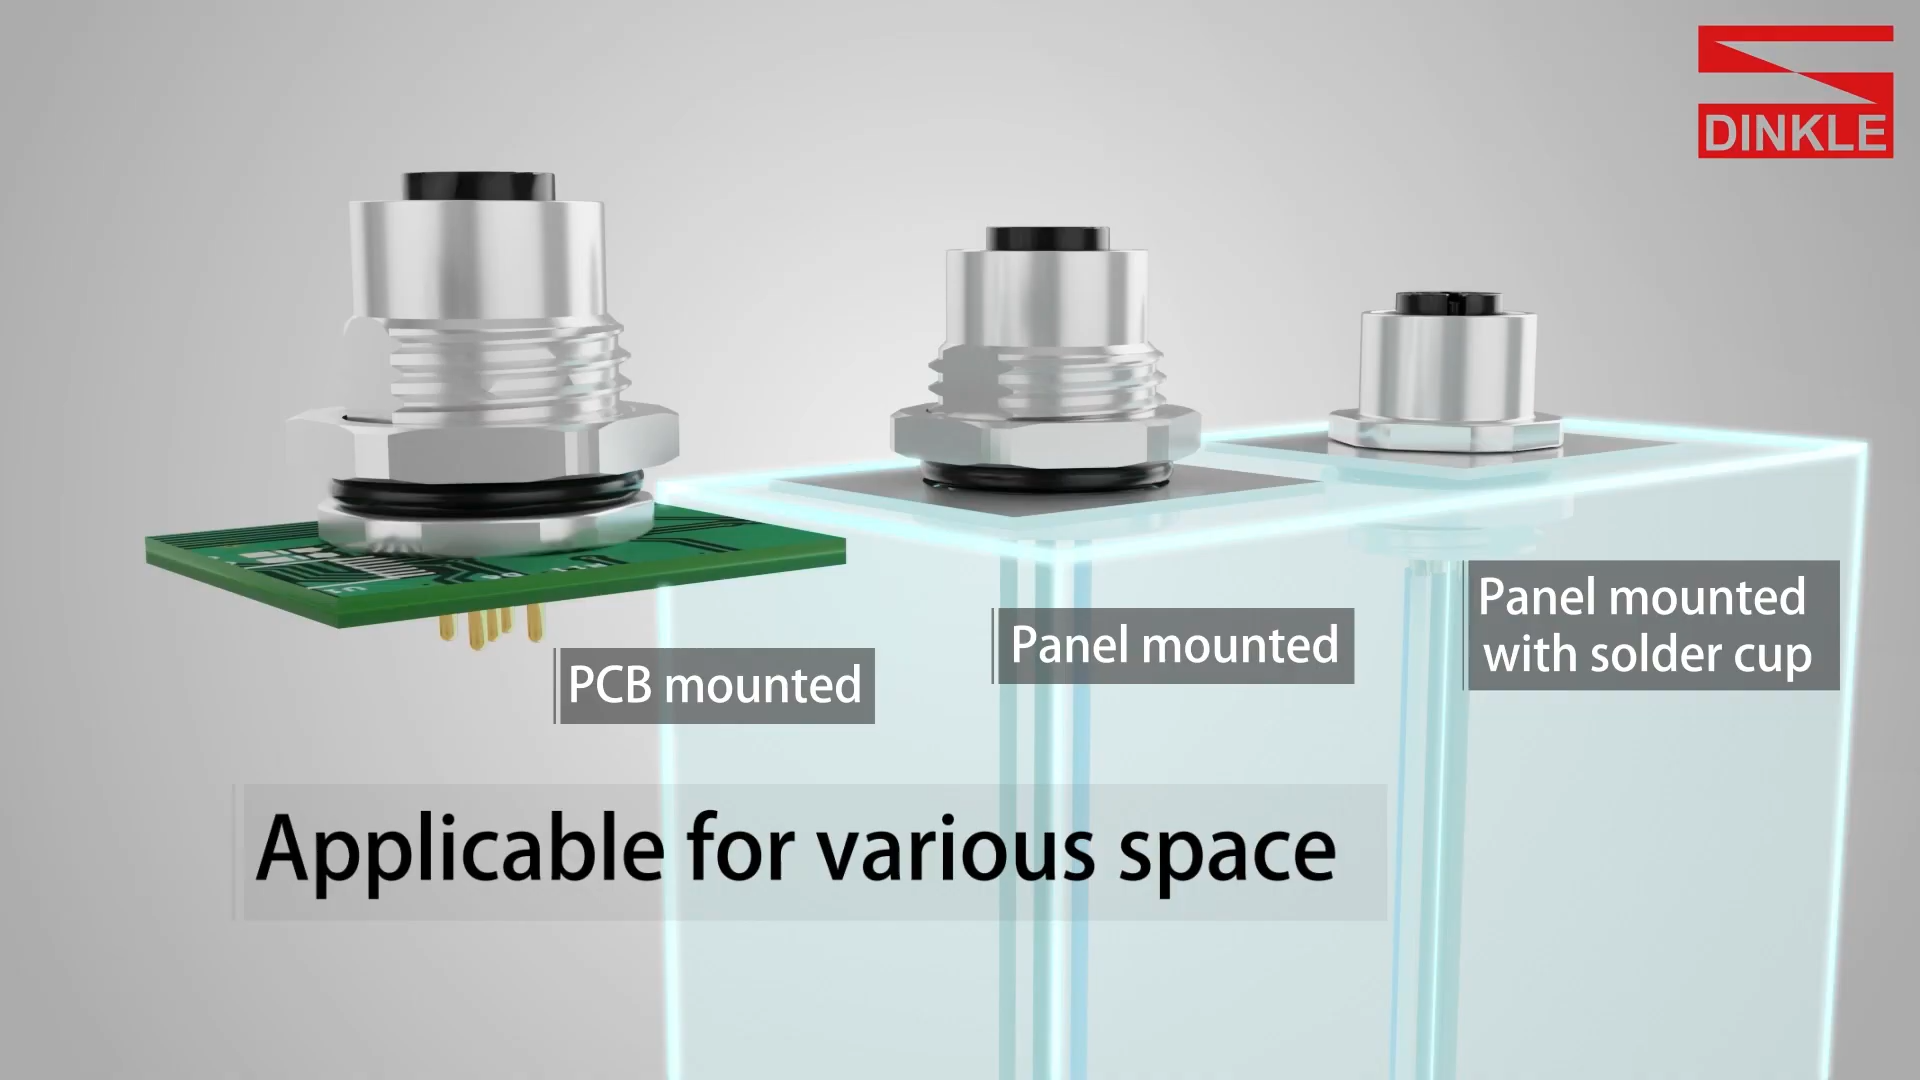 DINKLE
PCB mounted
Panel mounted
Panel mounted
with solder cup
Applicable for various space